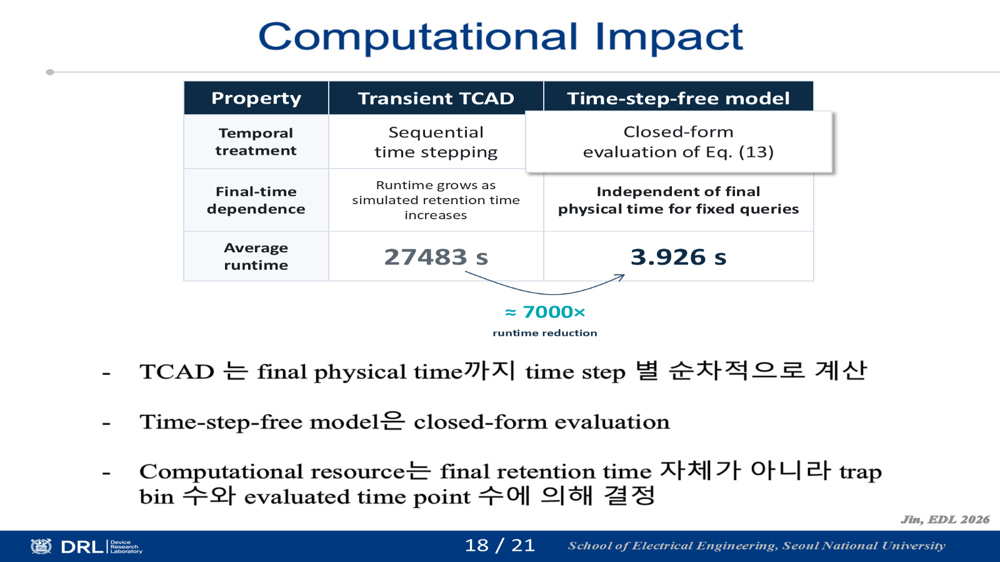 Computational Impact
Property
Transient TCAD
Time-step-free model
Temporal
treatment
Sequential
time stepping
Closed-form
evaluation of Eq. (13)
Final-time
dependence
Runtime grows as
simulated retention time
increases
Independent of final
physical time for fixed queries
Average
runtime
27483 s
3.926 s
≈ 7000×
runtime reduction
- TCAD 는 final physical time까지 time step 별 순차적으로 계산
- Time-step-free model은 closed-form evaluation
- Computational resource는 final retention time 자체가 아니라 trap
bin 수와 evaluated time point 수에 의해 결정
Jin, EDL 2026
DRL
Device
Research
Laboratory
18 / 21
School of Electrical Engineering, Seoul National University